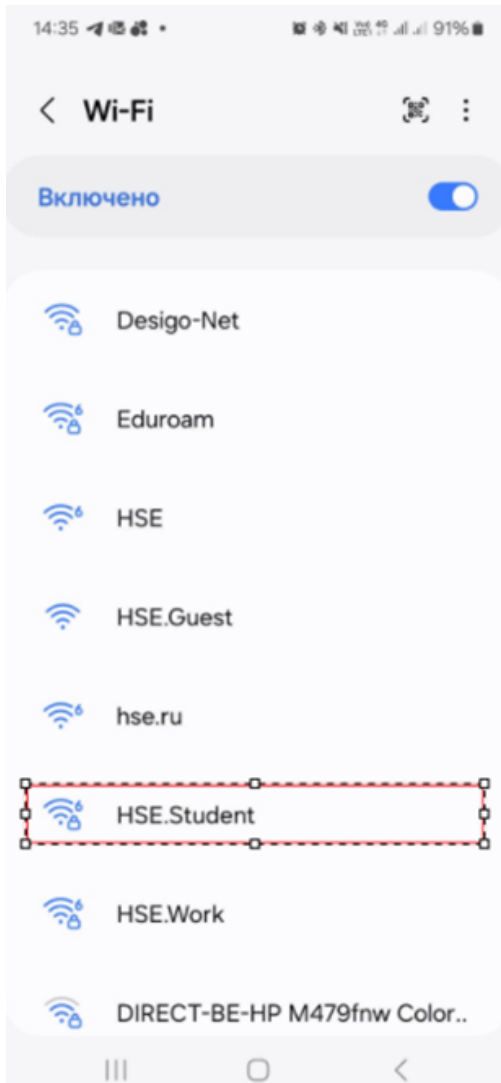 14:35
91%
Wi-Fi
Включено
Desigo-Net
Eduroam
HSE
HSE.Guest
hse.ru
HSE.Student
HSE.Work
DIRECT-BE-HP M479fnw Color..